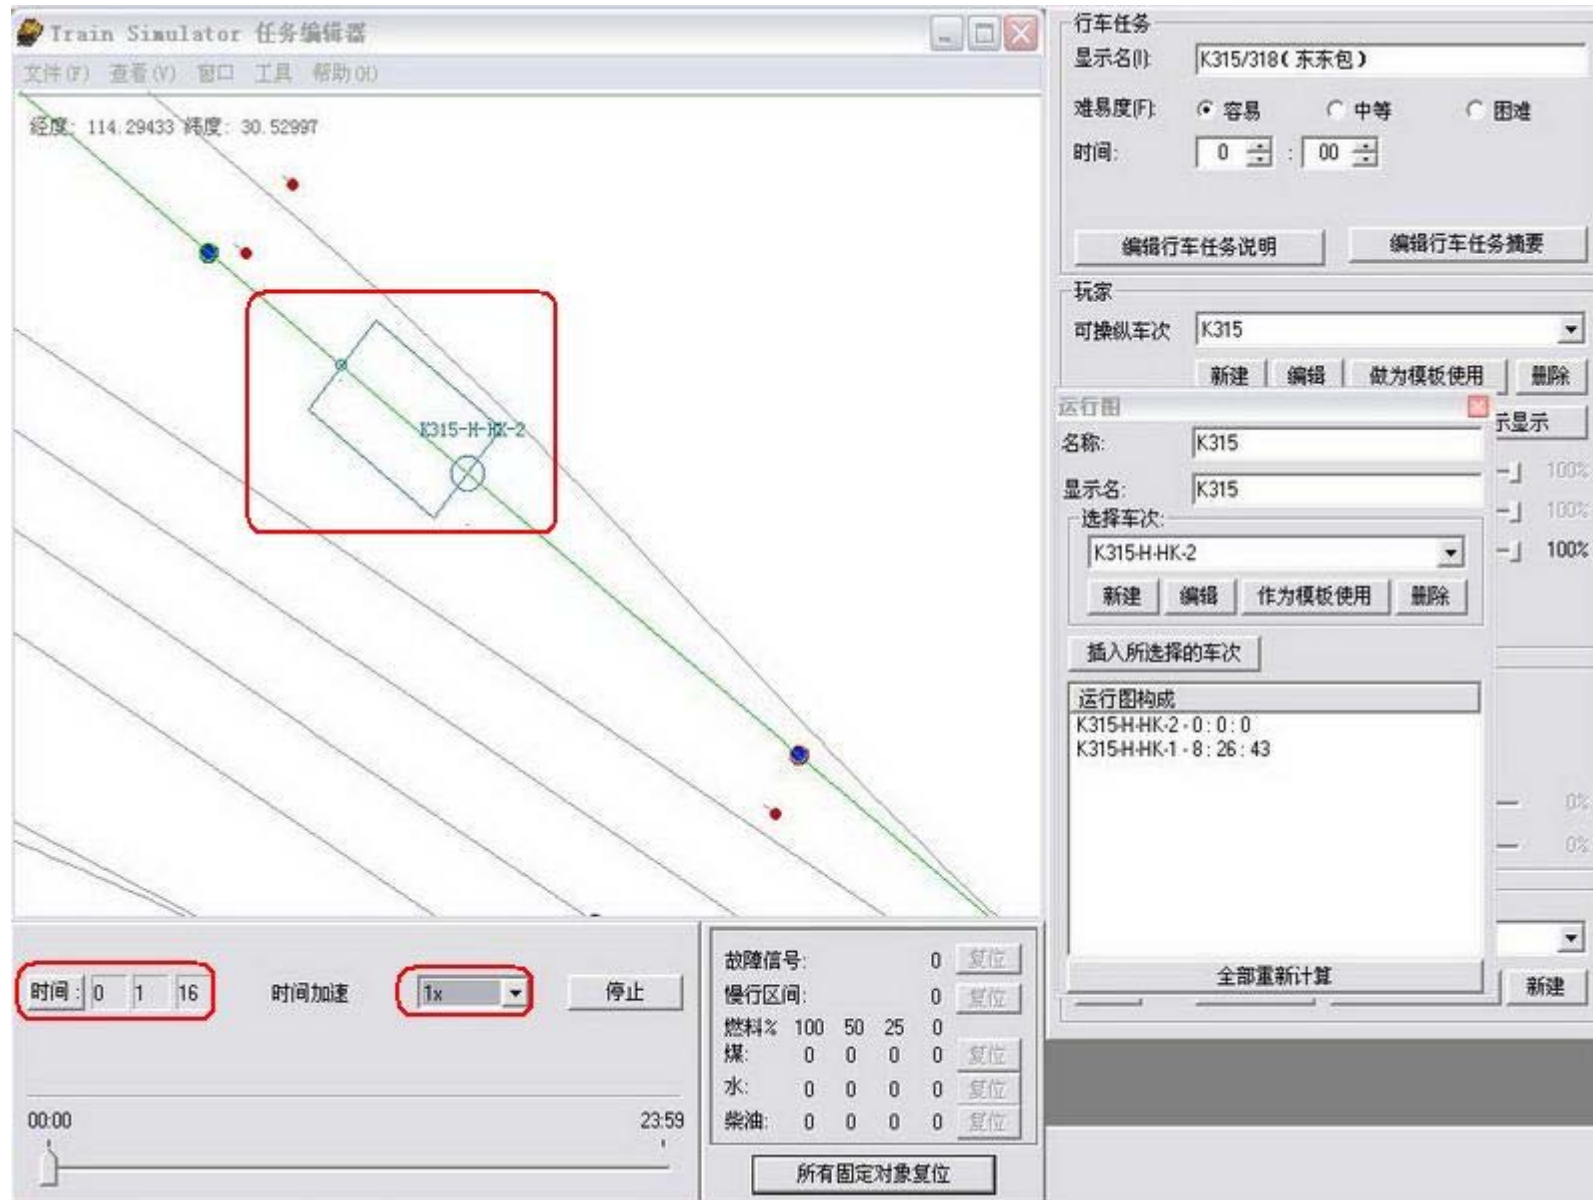 Train Simulator 任务编辑器
文件(F) 查看(V) 窗口 工具 帮助(H)
经度: 114.29433 纬度: 30.52997
K315-H-HK-2
时间: 0 1 16 时间加速 1x 停止
00:00 23:59
故障信号: 0 复位
慢行区间: 0 复位
燃料% 100 50 25 0
煤: 0 0 0 0 复位
水: 0 0 0 0 复位
柴油: 0 0 0 0 复位
所有固定对象复位
行车任务
显示名(I): K315/318(东东包)
难易度(F): 容易 中等 困难
时间: 0 : 00
编辑行车任务说明 编辑行车任务摘要
玩家
可操纵车次 K315
新建 编辑 做为模板使用 删除
示显示
100%
100%
100%
0%
0%
新建
运行图
名称: K315
显示名: K315
选择车次:
K315-H-HK-2
新建 编辑 作为模板使用 删除
插入所选择的车次
运行图构成
K315-H-HK-2 - 0 : 0 : 0
K315-H-HK-1 - 8 : 26 : 43
全部重新计算